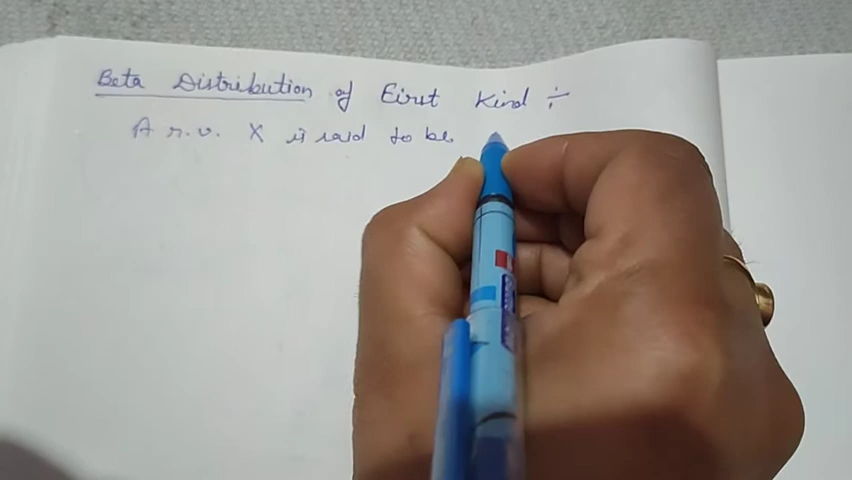 Beta Distribution of First Kind ÷
A r.v. X is said to be